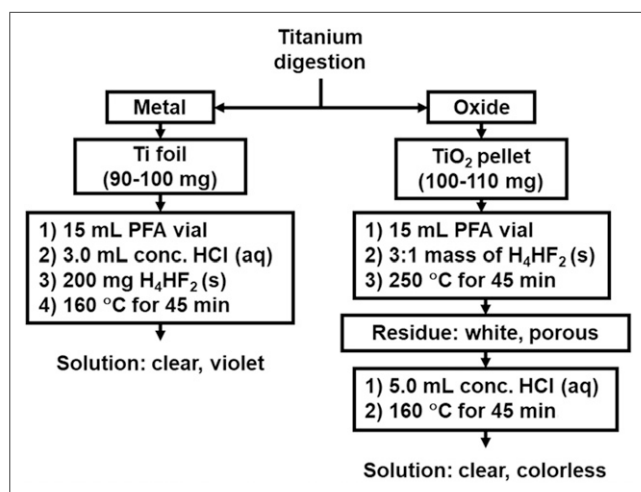 Titanium
digestion
Metal
Oxide
Ti foil
(90-100 mg)
TiO₂ pellet
(100-110 mg)
1) 15 mL PFA vial
2) 3.0 mL conc. HCl (aq)
3) 200 mg H₄HF₂ (s)
4) 160 °C for 45 min
1) 15 mL PFA vial
2) 3:1 mass of H₄HF₂ (s)
3) 250 °C for 45 min
Residue: white, porous
Solution: clear, violet
1) 5.0 mL conc. HCl (aq)
2) 160 °C for 45 min
Solution: clear, colorless